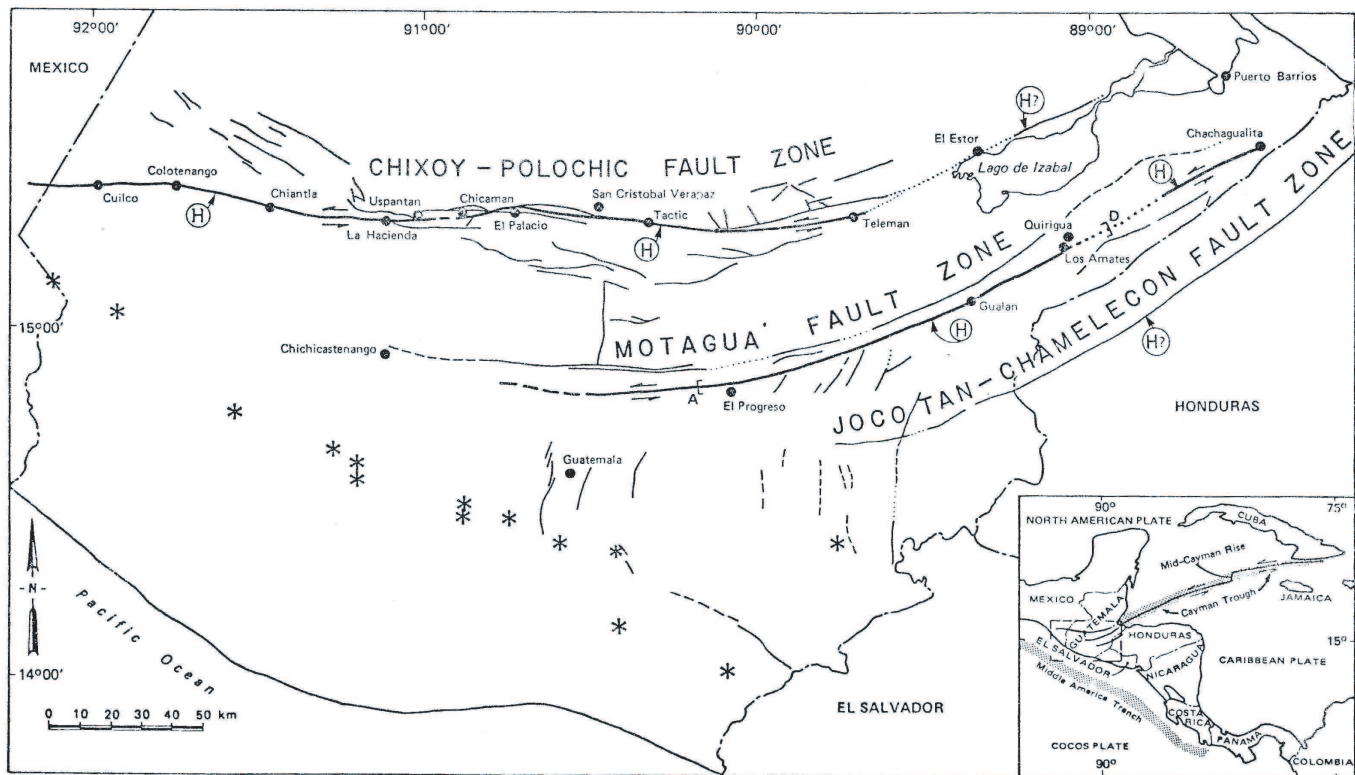 92°00'
91°00'
90°00'
89°00'
MEXICO
Puerto Barrios
H?
El Estor
Chachagualita
CHIXOY-POLOCHIC FAULT ZONE
Lago de Izabal
Colotenango
H
Cuilco
H
Chiantla
Uspantan
Chicaman
San Cristobal Verapaz
La Hacienda
El Palacio
Tactic
H
Teleman
Quirigua
D
Los Amates
Gualan
15°00'
MOTAGUA' FAULT ZONE
H
H?
Chichicastenango
A
El Progreso
JOCOTAN-CHAMELECON FAULT ZONE
HONDURAS
Guatemala
N
Pacific Ocean
14°00'
0 10 20 30 40 50 km
EL SALVADOR
90°
75°
NORTH AMERICAN PLATE
CUBA
Mid-Cayman Rise
MEXICO
Cayman Trough
JAMAICA
GUATEMALA
HONDURAS
15°
EL SALVADOR
NICARAGUA
CARIBBEAN PLATE
Middle America Trench
COSTA RICA
PANAMA
COCOS PLATE
COLOMBIA
90°